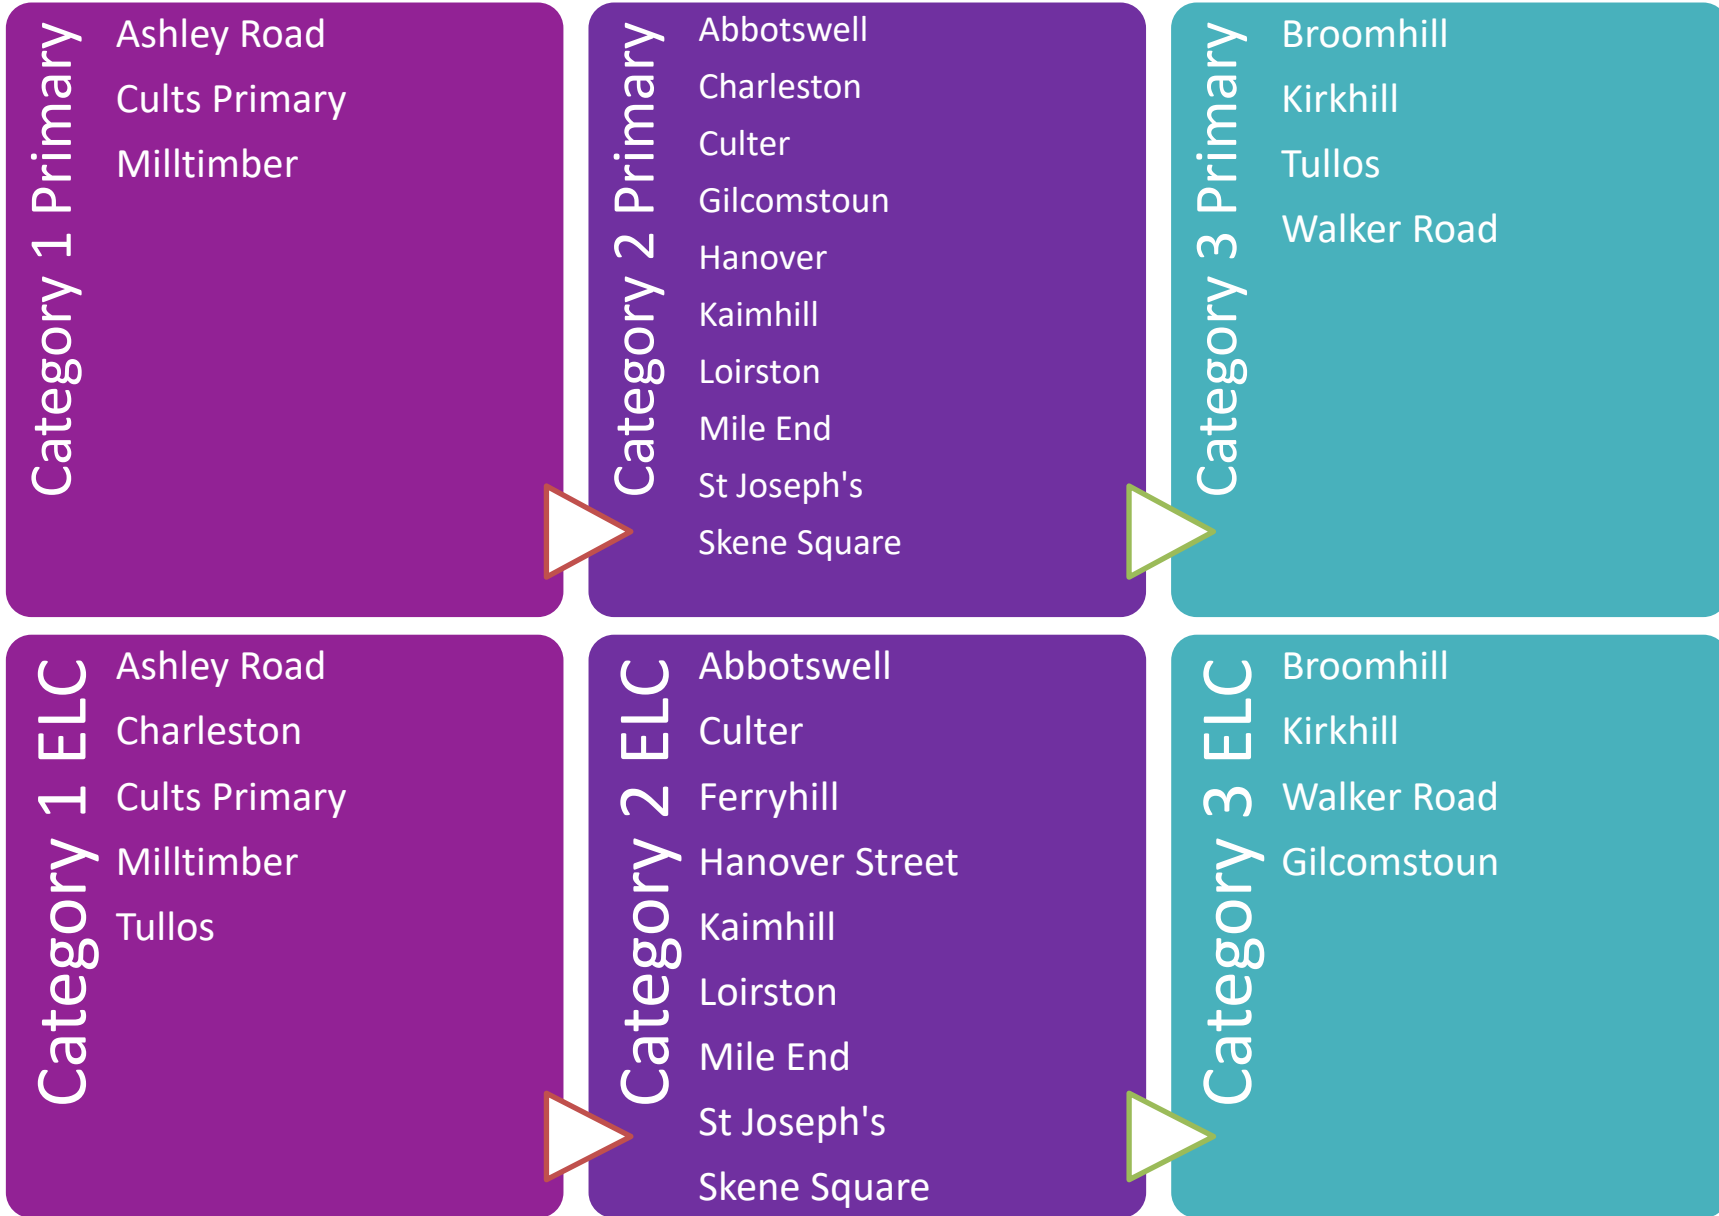 Category 1 Primary
Ashley Road
Cults Primary
Milltimber
Category 2 Primary
Abbotswell
Charleston
Culter
Gilcomstoun
Hanover
Kaimhill
Loirston
Mile End
St Joseph's
Skene Square
Category 3 Primary
Broomhill
Kirkhill
Tullos
Walker Road
Category 1 ELC
Ashley Road
Charleston
Cults Primary
Milltimber
Tullos
Category 2 ELC
Abbotswell
Culter
Ferryhill
Hanover Street
Kaimhill
Loirston
Mile End
St Joseph's
Skene Square
Category 3 ELC
Broomhill
Kirkhill
Walker Road
Gilcomstoun